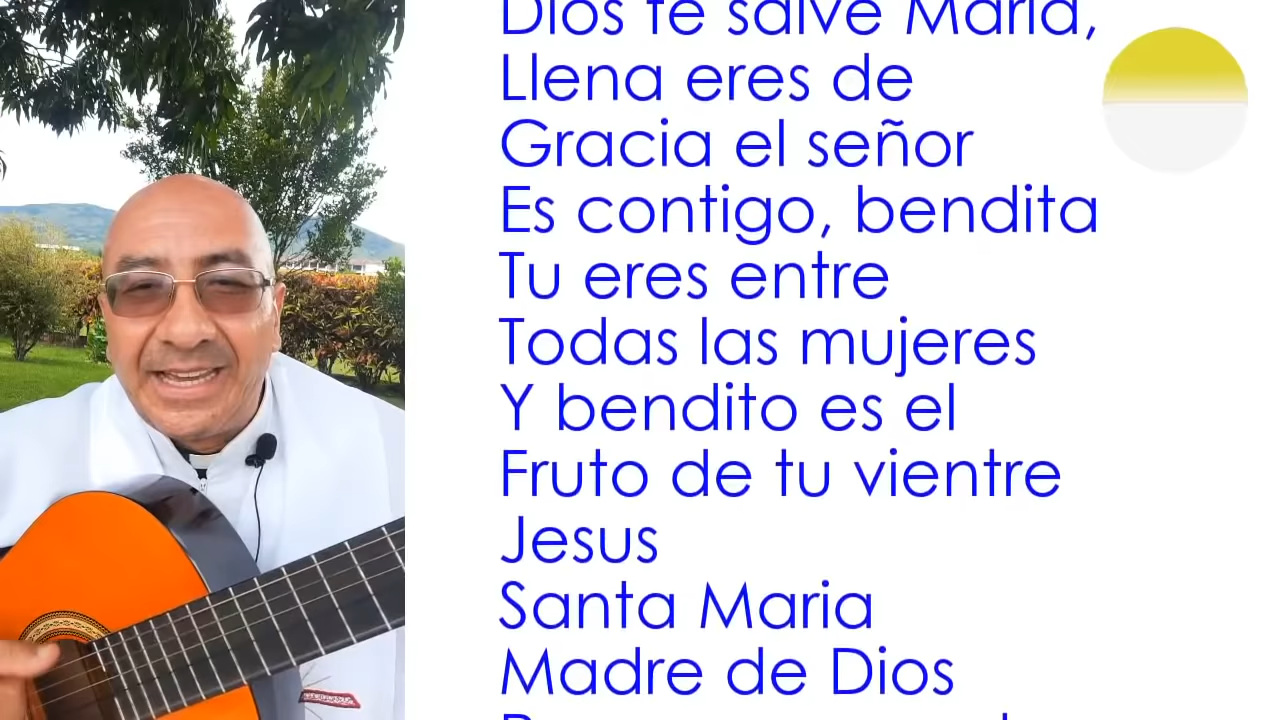 Dios te salve Maria,
Llena eres de
Gracia el señor
Es contigo, bendita
Tu eres entre
Todas las mujeres
Y bendito es el
Fruto de tu vientre
Jesus
Santa Maria
Madre de Dios